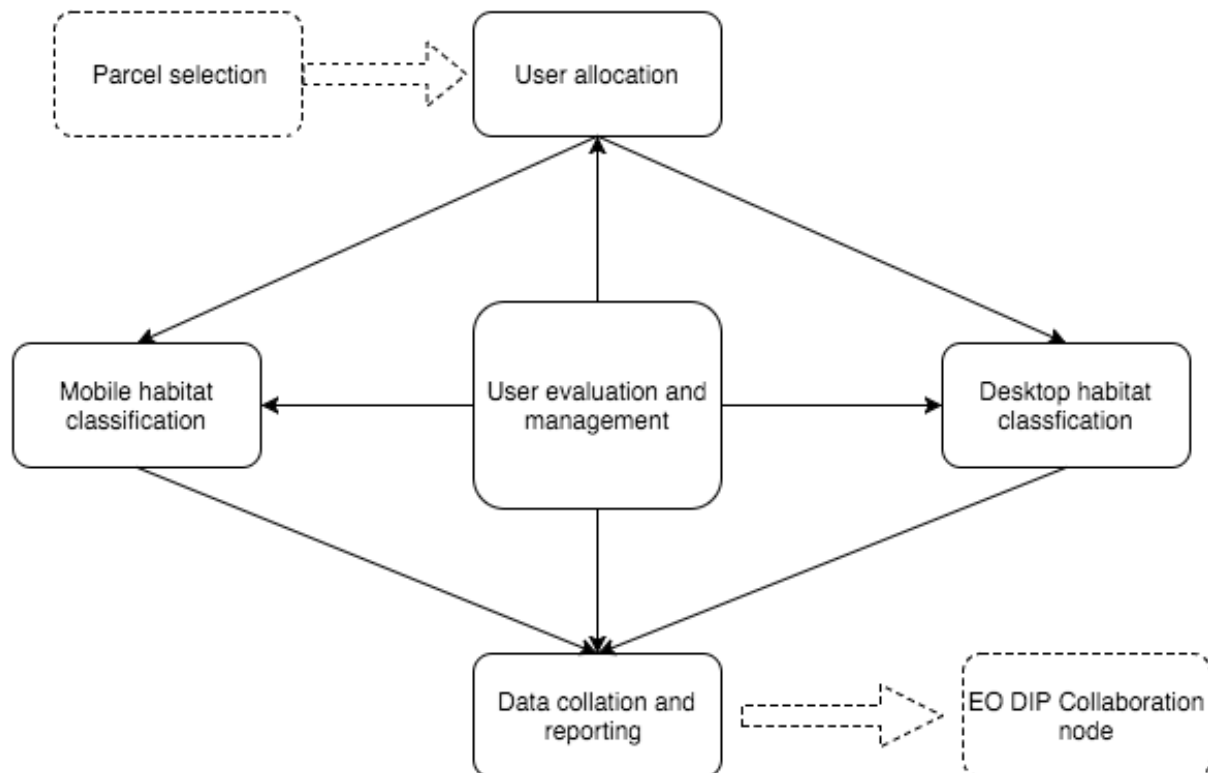 Parcel selection
User allocation
Mobile habitat
classification
User evaluation and
management
Desktop habitat
classfication
Data collation and
reporting
EO DIP Collaboration
node